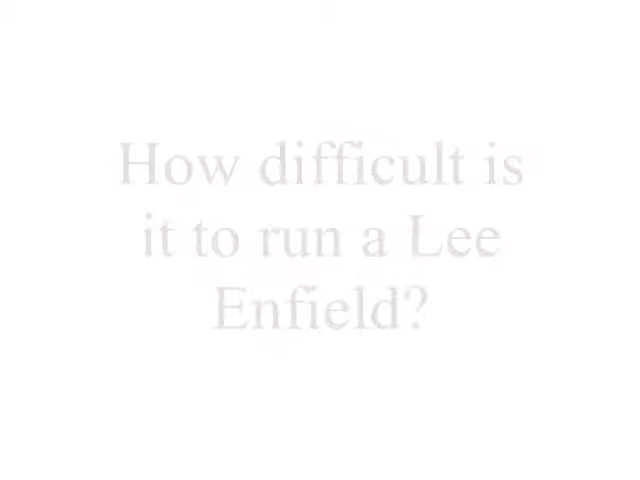 How difficult is
it to run a Lee
Enfield?